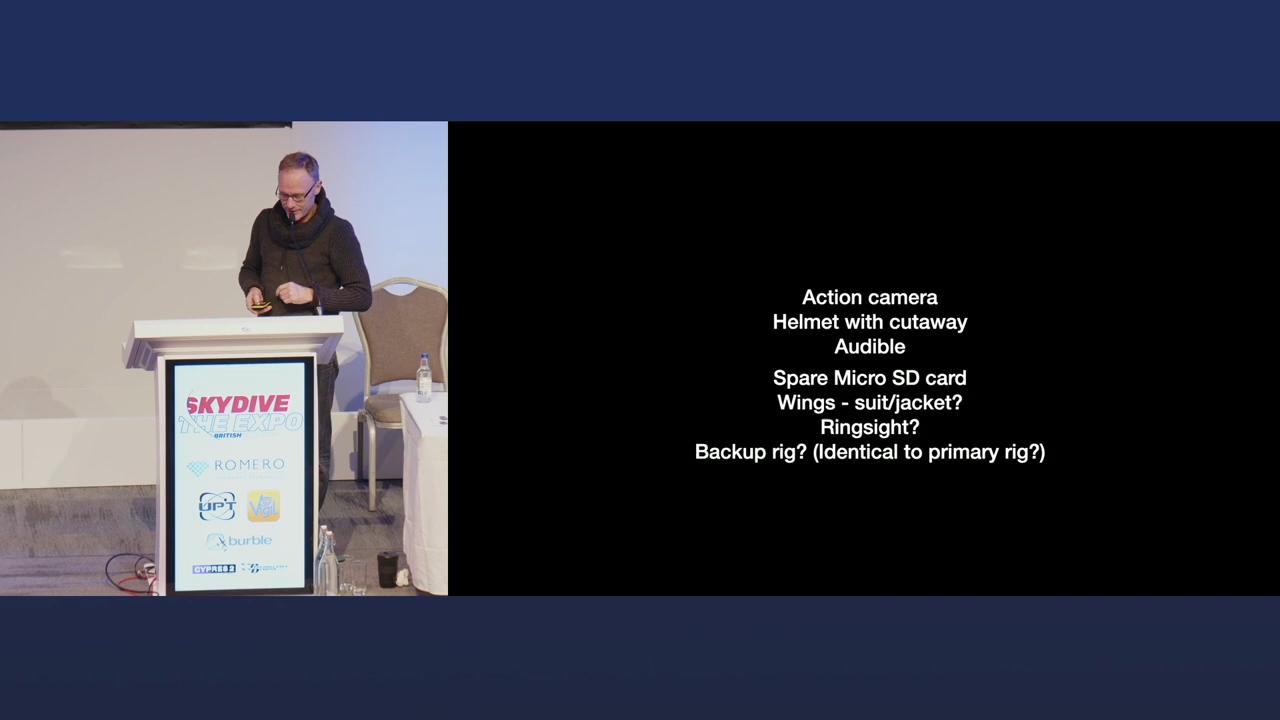 SKYDIVE
THE EXPO
BRITISH
ROMERO
UPT
Vigil
burble
CYPRES 2
Action camera
Helmet with cutaway
Audible
Spare Micro SD card
Wings - suit/jacket?
Ringsight?
Backup rig? (Identical to primary rig?)